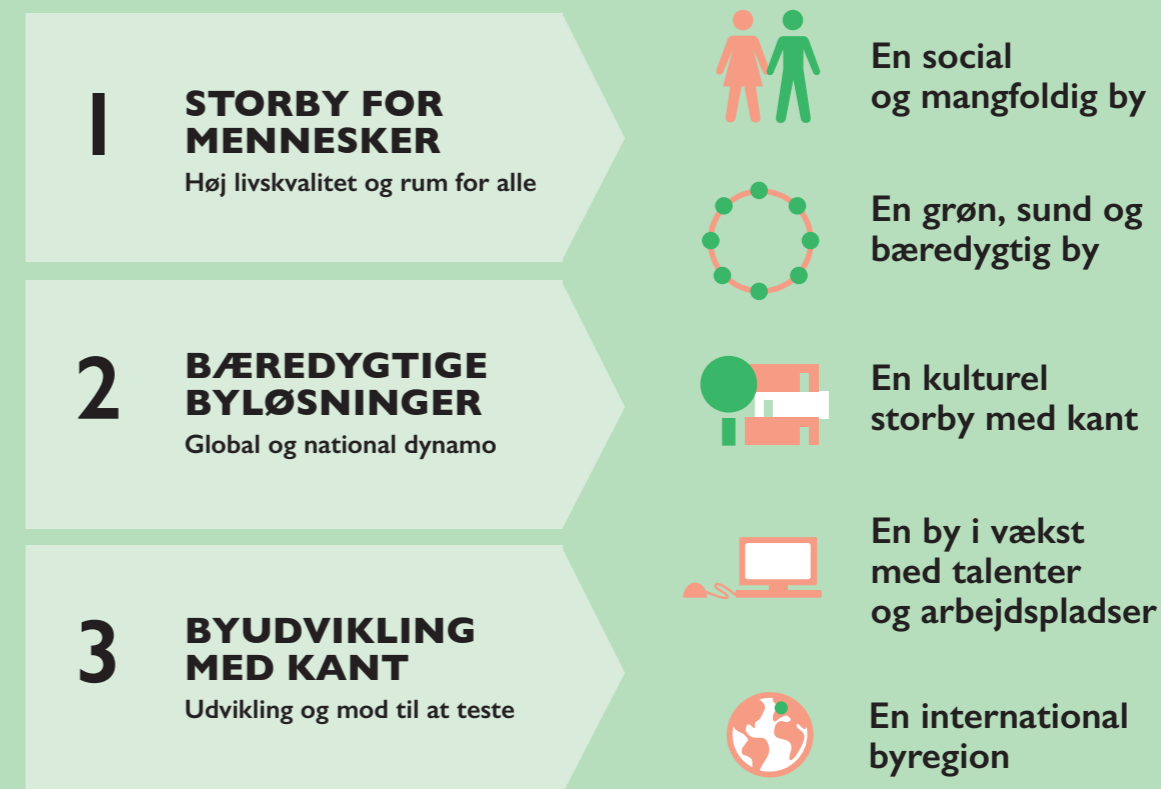 1
STORBY FOR
MENNESKER
Høj livskvalitet og rum for alle
2
BÆREDYGTIGE
BYLØSNINGER
Global og national dynamo
3
BYUDVIKLING
MED KANT
Udvikling og mod til at teste
En social
og mangfoldig by
En grøn, sund og
bæredygtig by
En kulturel
storby med kant
En by i vækst
med talenter
og arbejdspladser
En international
byregion